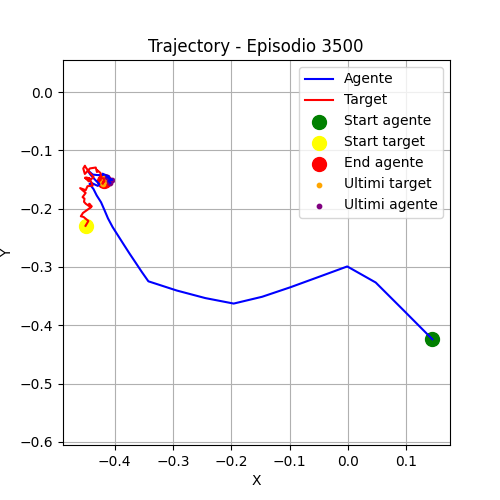 Trajectory - Episodio 3500
Agente
Target
Start agente
Start target
End agente
Ultimi target
Ultimi agente
0.0
−0.1
−0.2
−0.3
−0.4
−0.5
−0.6
Y
−0.4
−0.3
−0.2
−0.1
0.0
0.1
X